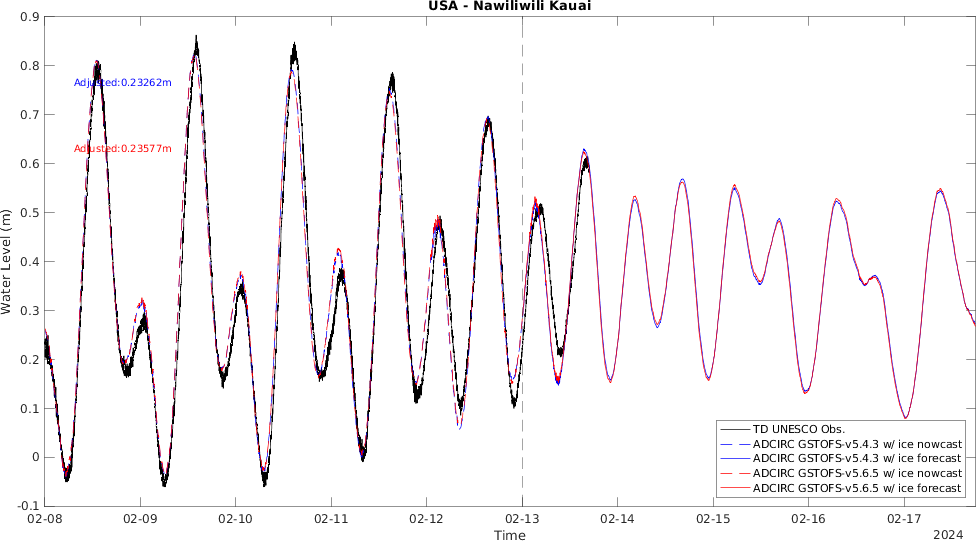 USA - Nawiliwili Kauai
0.9
0.8
0.7
0.6
0.5
0.4
0.3
0.2
0.1
0
-0.1
Water Level (m)
Adjusted:0.23262m
Adjusted:0.23577m
TD UNESCO Obs.
ADCIRC GSTOFS-v5.4.3 w/ ice nowcast
ADCIRC GSTOFS-v5.4.3 w/ ice forecast
ADCIRC GSTOFS-v5.6.5 w/ ice nowcast
ADCIRC GSTOFS-v5.6.5 w/ ice forecast
02-08 02-09 02-10 02-11 02-12 02-13 02-14 02-15 02-16 02-17
Time
2024